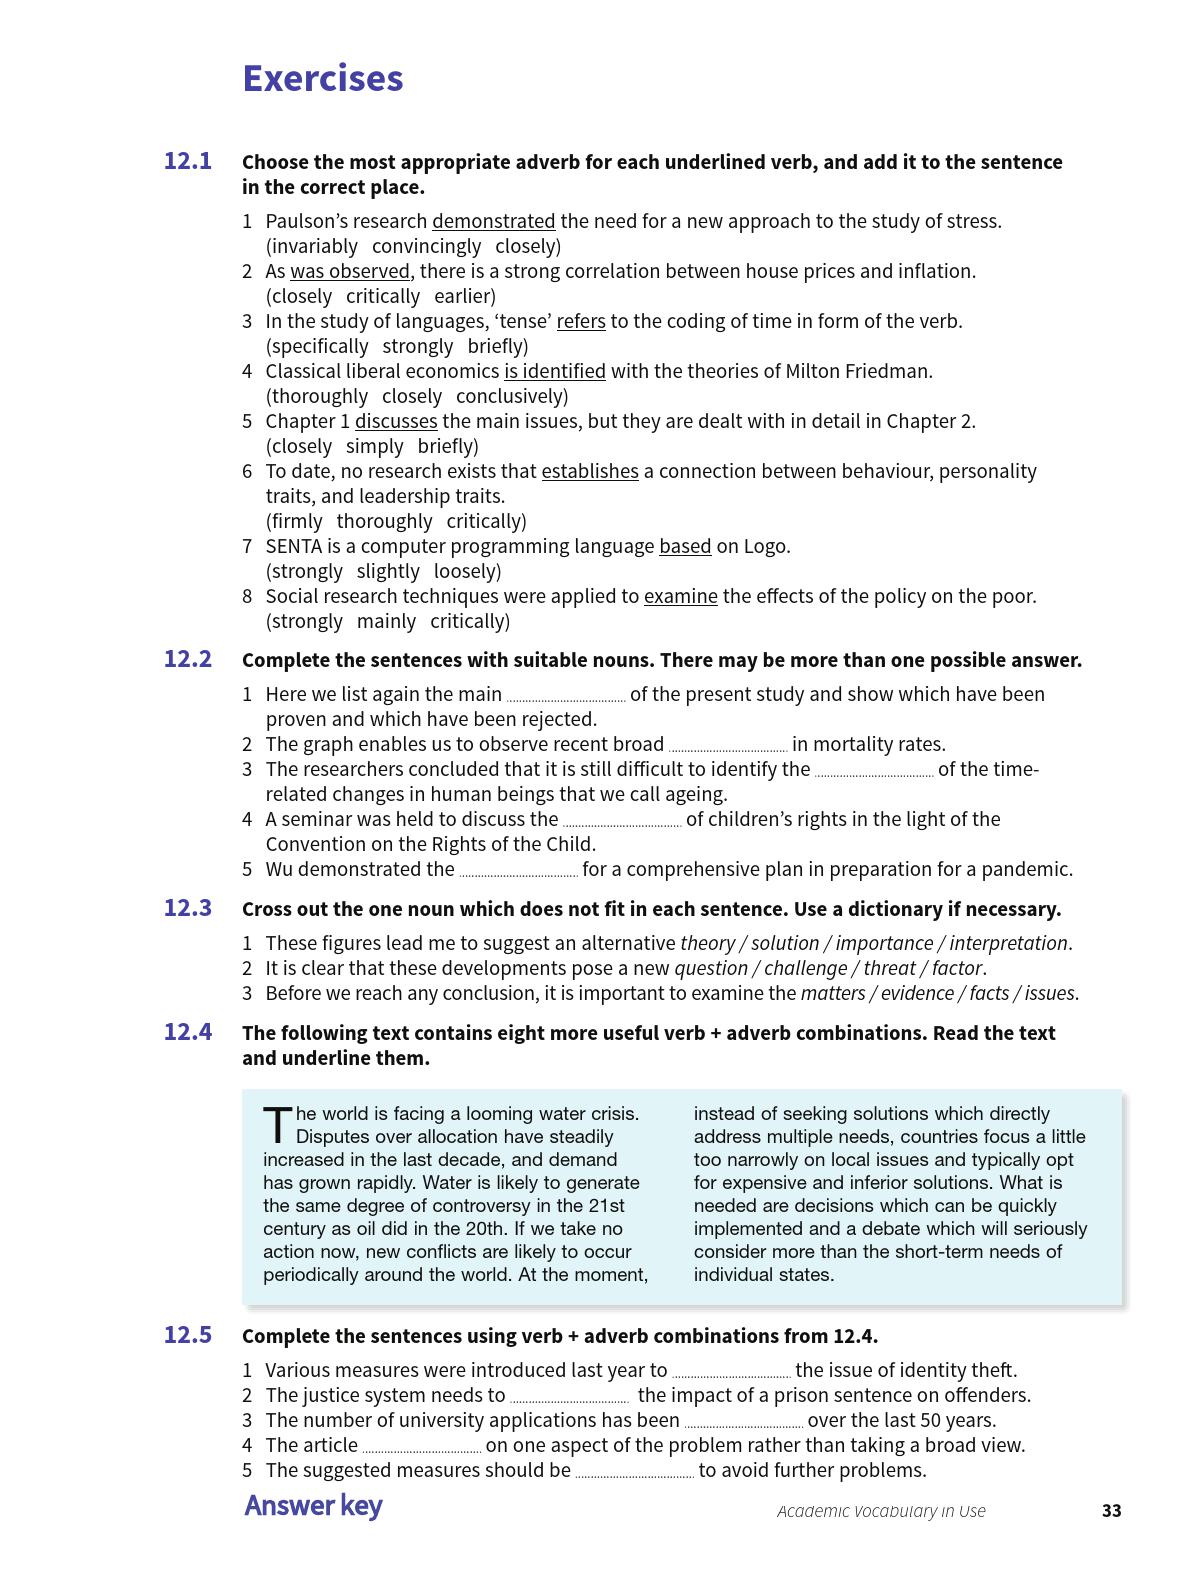 Exercises
12.1 Choose the most appropriate adverb for each underlined verb, and add it to the sentence
in the correct place.
1 Paulson’s research demonstrated the need for a new approach to the study of stress.
(invariably convincingly closely)
2 As was observed, there is a strong correlation between house prices and inflation.
(closely critically earlier)
3 In the study of languages, ‘tense’ refers to the coding of time in form of the verb.
(specifically strongly briefly)
4 Classical liberal economics is identified with the theories of Milton Friedman.
(thoroughly closely conclusively)
5 Chapter 1 discusses the main issues, but they are dealt with in detail in Chapter 2.
(closely simply briefly)
6 To date, no research exists that establishes a connection between behaviour, personality
traits, and leadership traits.
(firmly thoroughly critically)
7 SENTA is a computer programming language based on Logo.
(strongly slightly loosely)
8 Social research techniques were applied to examine the effects of the policy on the poor.
(strongly mainly critically)
12.2 Complete the sentences with suitable nouns. There may be more than one possible answer.
1 Here we list again the main ........................ of the present study and show which have been
proven and which have been rejected.
2 The graph enables us to observe recent broad ........................ in mortality rates.
3 The researchers concluded that it is still difficult to identify the ........................ of the time-
related changes in human beings that we call ageing.
4 A seminar was held to discuss the ........................ of children’s rights in the light of the
Convention on the Rights of the Child.
5 Wu demonstrated the ........................ for a comprehensive plan in preparation for a pandemic.
12.3 Cross out the one noun which does not fit in each sentence. Use a dictionary if necessary.
1 These figures lead me to suggest an alternative theory / solution / importance / interpretation.
2 It is clear that these developments pose a new question / challenge / threat / factor.
3 Before we reach any conclusion, it is important to examine the matters / evidence / facts / issues.
12.4 The following text contains eight more useful verb + adverb combinations. Read the text
and underline them.
The world is facing a looming water crisis.
Disputes over allocation have steadily
increased in the last decade, and demand
has grown rapidly. Water is likely to generate
the same degree of controversy in the 21st
century as oil did in the 20th. If we take no
action now, new conflicts are likely to occur
periodically around the world. At the moment,
instead of seeking solutions which directly
address multiple needs, countries focus a little
too narrowly on local issues and typically opt
for expensive and inferior solutions. What is
needed are decisions which can be quickly
implemented and a debate which will seriously
consider more than the short-term needs of
individual states.
12.5 Complete the sentences using verb + adverb combinations from 12.4.
1 Various measures were introduced last year to ........................ the issue of identity theft.
2 The justice system needs to ........................ the impact of a prison sentence on offenders.
3 The number of university applications has been ........................ over the last 50 years.
4 The article ........................ on one aspect of the problem rather than taking a broad view.
5 The suggested measures should be ........................ to avoid further problems.
Answer key
Academic Vocabulary in Use 33